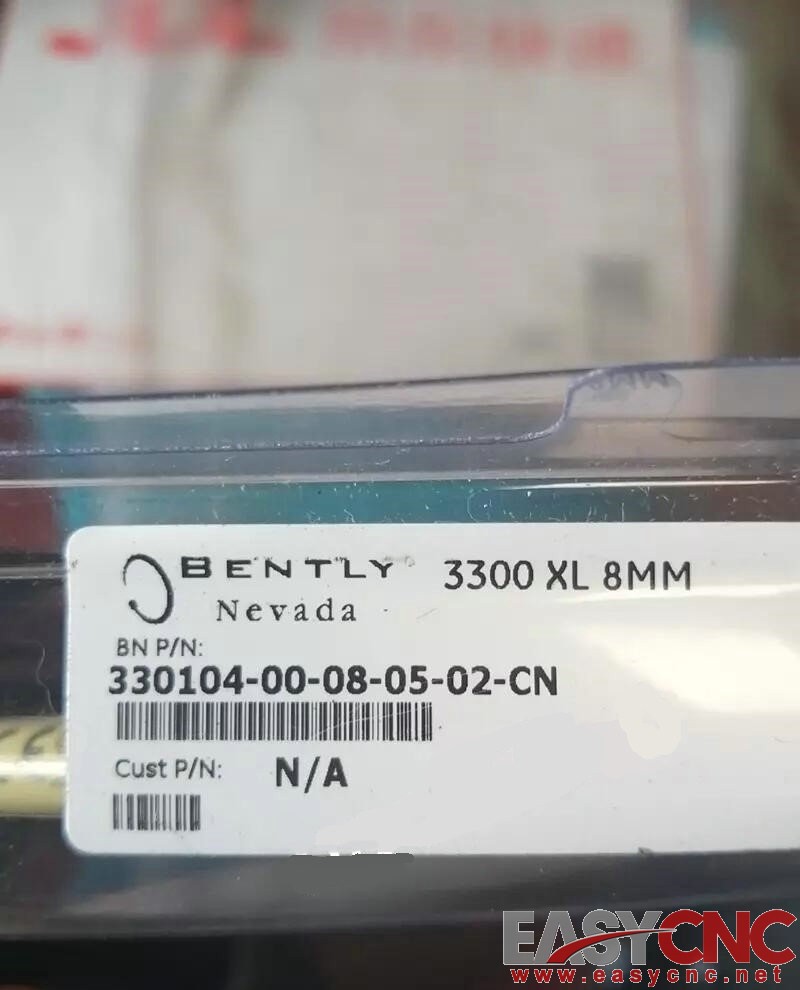 BENTLY 3300 XL 8MM
Nevada
BN P/N:
330104-00-08-05-02-CN
Cust P/N: N/A
EASYCNC
www.easycnc.net